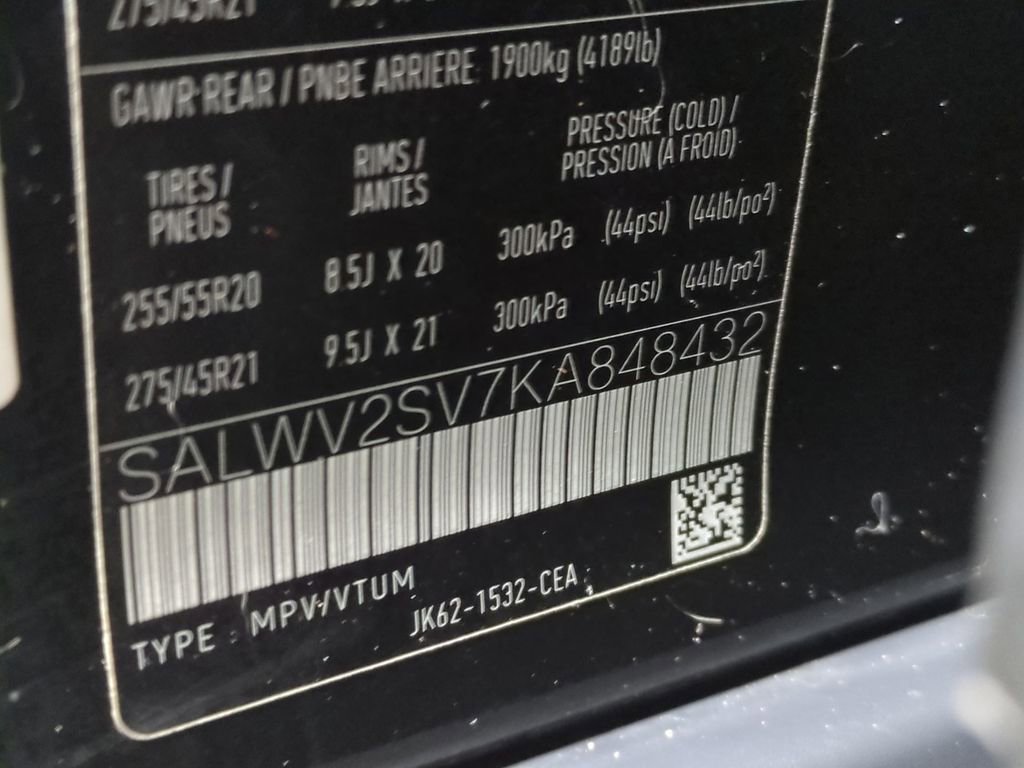 275/45R21
GAWR REAR / PNBE ARRIERE 1900kg (4189lb)
TIRES / PNEUS
RIMS / JANTES
PRESSURE (COLD) / PRESSION (A FROID)
255/55R20 8.5J X 20 300kPa (44psi) (44lb/po²)
275/45R21 9.5J X 21 300kPa (44psi) (44lb/po²)
SALWV2SV7KA848432
TYPE : MPV/VTUM
JK62-1532-CEA